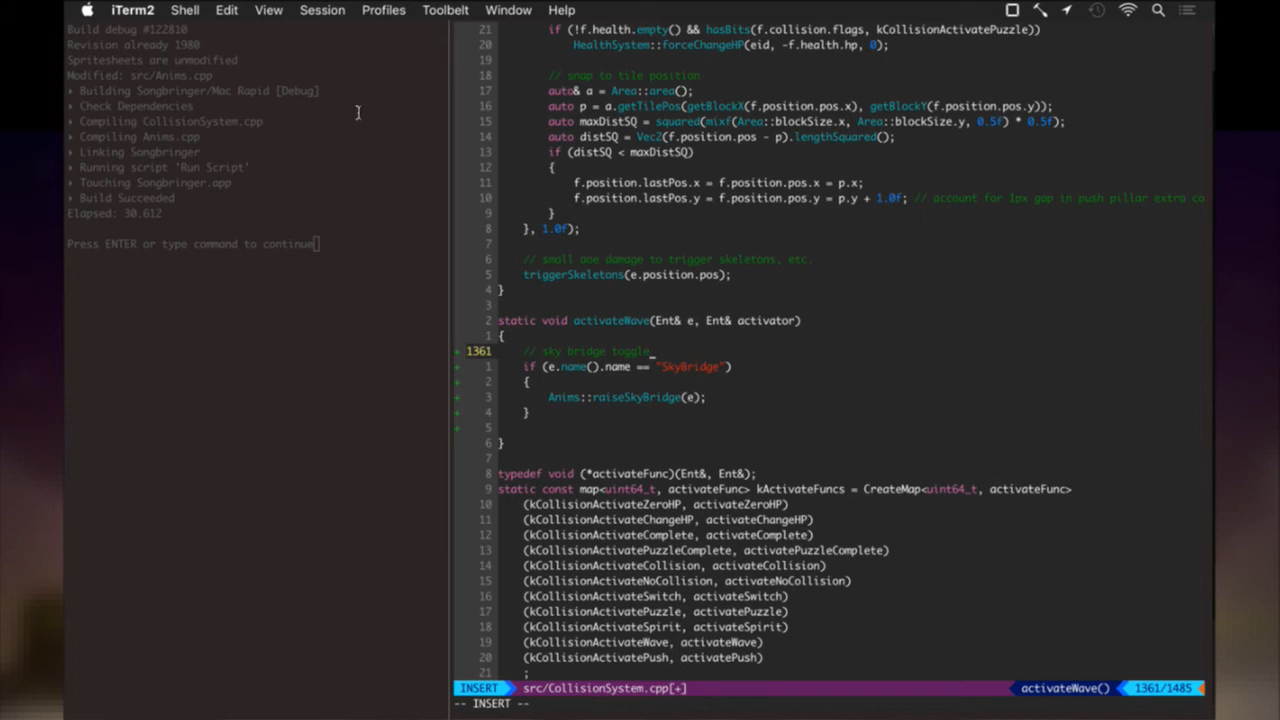 iTerm2 Shell Edit View Session Profiles Toolbelt Window Help
Build debug #122810
Revision already 1980
Spritesheets are unmodified
Modified: src/Anims.cpp
Building Songbringer/Mac Rapid [Debug]
Check Dependencies
Compiling CollisionSystem.cpp
Compiling Anims.cpp
Linking Songbringer
Running script 'Run Script'
Touching Songbringer.app
Build Succeeded
Elapsed: 30.612
Press ENTER or type command to continue
21 if (!f.health.empty() && hasBits(f.collision.flags, kCollisionActivatePuzzle))
20 HealthSystem::forceChangeHP(eid, -f.health.hp, 0);
19
18 // snap to tile position
17 auto& a = Area::area();
16 auto p = a.getTilePos(getBlockX(f.position.pos.x), getBlockY(f.position.pos.y));
15 auto maxDistSQ = squared(mixf(Area::blockSize.x, Area::blockSize.y, 0.5f) * 0.5f);
14 auto distSQ = Vec2(f.position.pos - p).lengthSquared();
13 if (distSQ < maxDistSQ)
12 {
11 f.position.lastPos.x = f.position.pos.x = p.x;
10 f.position.lastPos.y = f.position.pos.y = p.y + 1.0f; // account for 1px gap in push pillar extra co
9 }
8 }, 1.0f);
7
6 // small aoe damage to trigger skeletons, etc.
5 triggerSkeletons(e.position.pos);
4 }
3
2 static void activateWave(Ent& e, Ent& activator)
1 {
+ 1361 // sky bridge toggle_
+ 1 if (e.name().name == "SkyBridge")
+ 2 {
+ 3 Anims::raiseSkyBridge(e);
+ 4 }
+ 5
6 }
7
8 typedef void (*activateFunc)(Ent&, Ent&);
9 static const map<uint64_t, activateFunc> kActivateFuncs = CreateMap<uint64_t, activateFunc>
10 (kCollisionActivateZeroHP, activateZeroHP)
11 (kCollisionActivateChangeHP, activateChangeHP)
12 (kCollisionActivateComplete, activateComplete)
13 (kCollisionActivatePuzzleComplete, activatePuzzleComplete)
14 (kCollisionActivateCollision, activateCollision)
15 (kCollisionActivateNoCollision, activateNoCollision)
16 (kCollisionActivateSwitch, activateSwitch)
17 (kCollisionActivatePuzzle, activatePuzzle)
18 (kCollisionActivateSpirit, activateSpirit)
19 (kCollisionActivateWave, activateWave)
20 (kCollisionActivatePush, activatePush)
21 ;
INSERT src/CollisionSystem.cpp[+] activateWave() 1361/1485
-- INSERT --